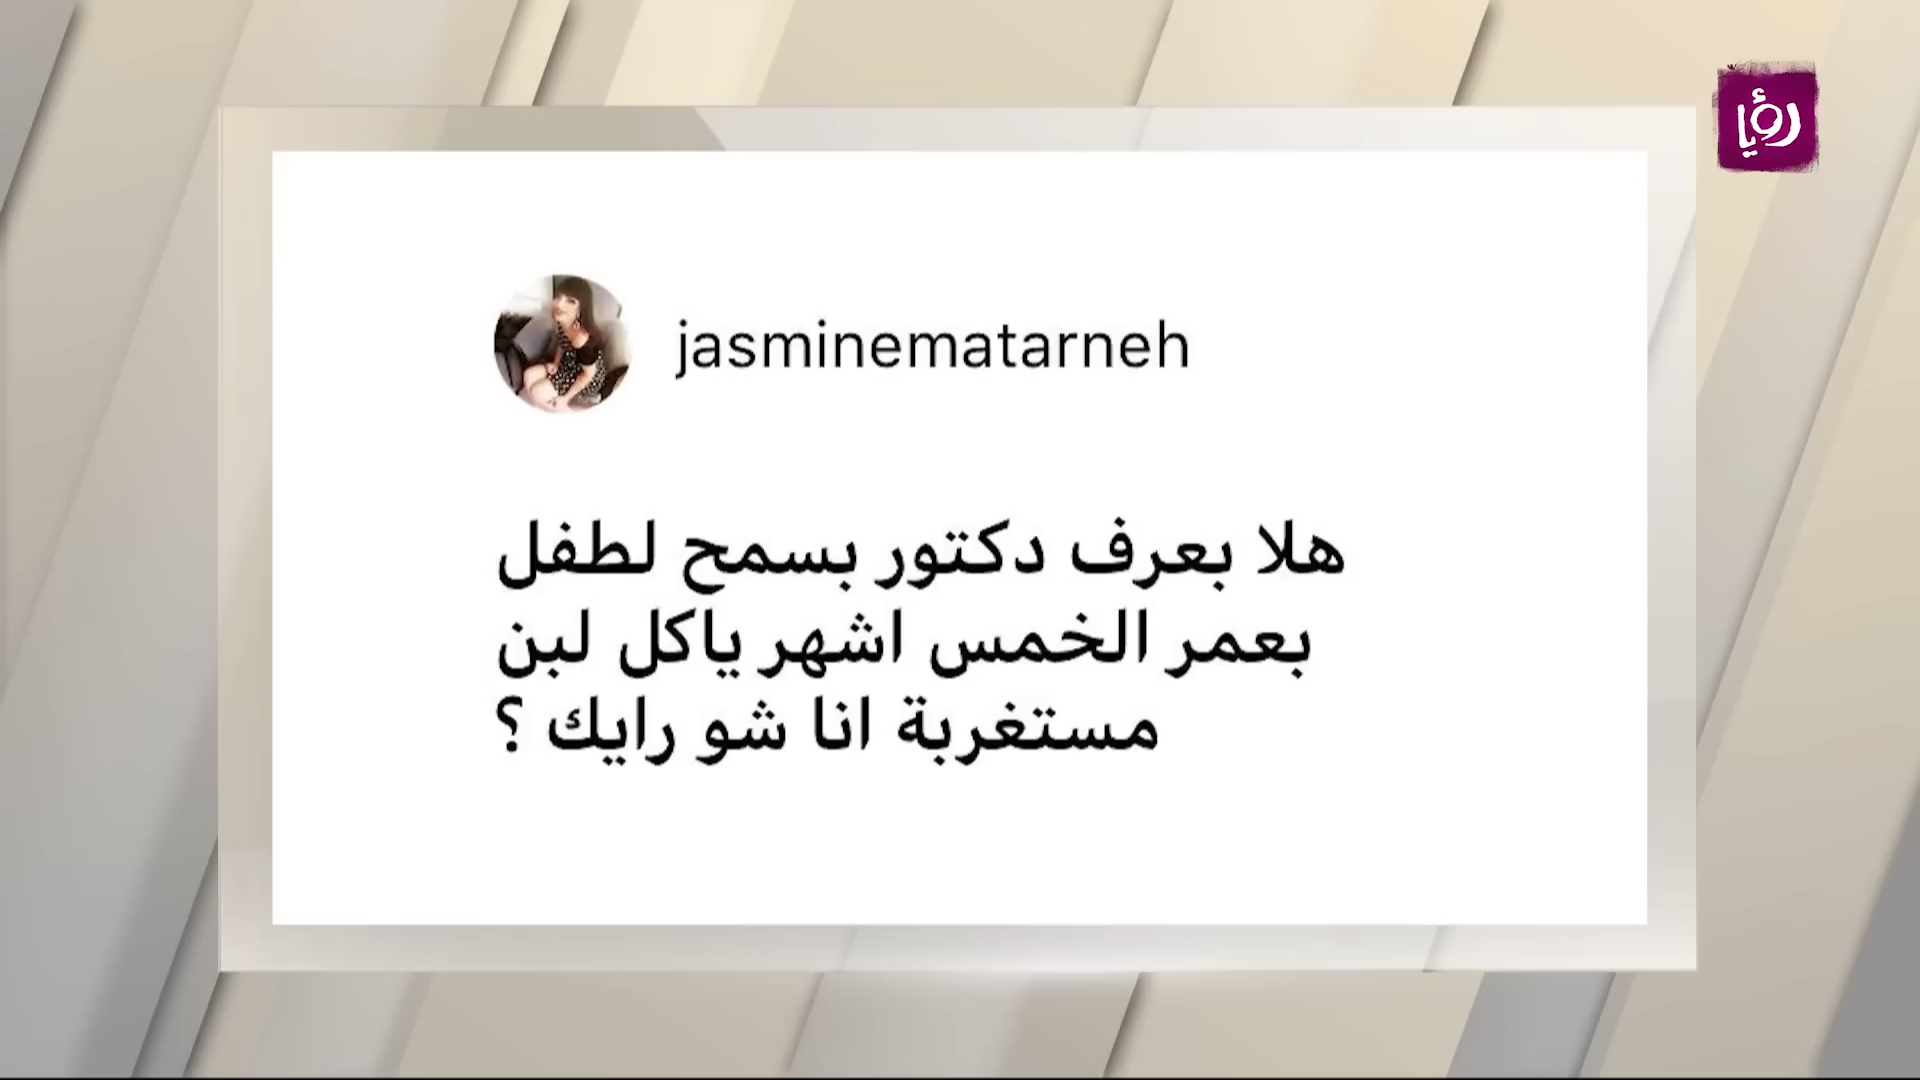 رؤيا
jasminematarneh
هلا بعرف دكتور بسمح لطفل
بعمر الخمس اشهر ياكل لبن
مستغربة انا شو رايك ؟